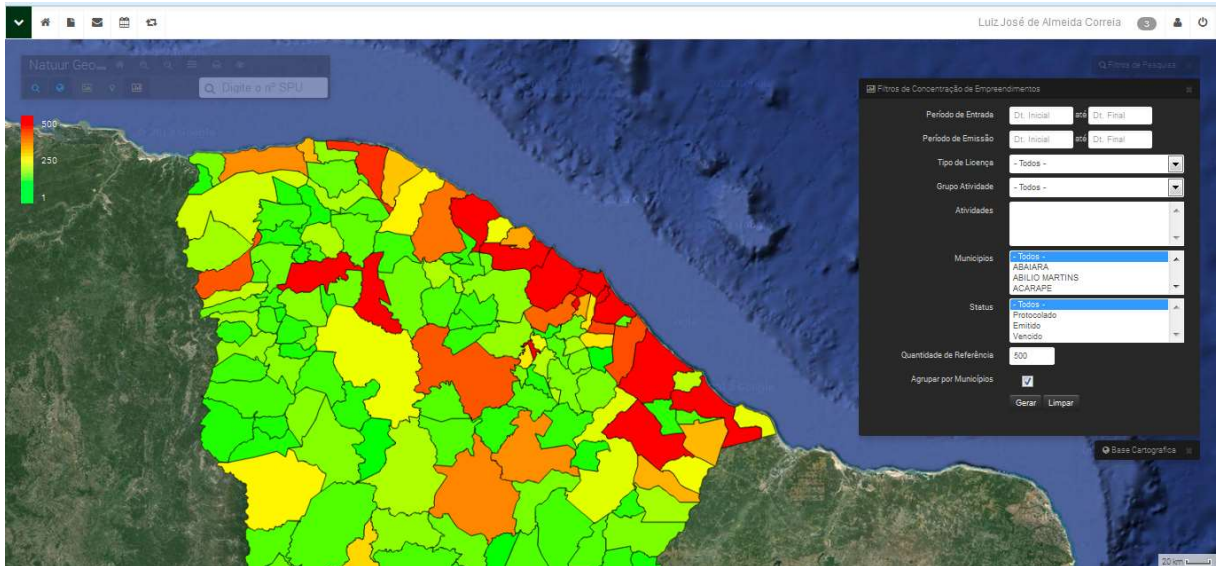 Luiz José de Almeida Correia 3
Natuur Geo
Digite o nº SPU
Filtros de Pesquisa
500
250
1
Filtros de Concentração de Empreendimentos
Período de Entrada Dt. Inicial até Dt. Final
Período de Emissão Dt. Inicial até Dt. Final
Tipo de Licença - Todos -
Grupo Atividade - Todos -
Atividades
Municípios - Todos -
ABAIARA
ABILIO MARTINS
ACARAPE
Status - Todos -
Protocolado
Emitido
Vencido
Quantidade de Referência 500
Agrupar por Municípios
Gerar Limpar
Base Cartografica
20 km